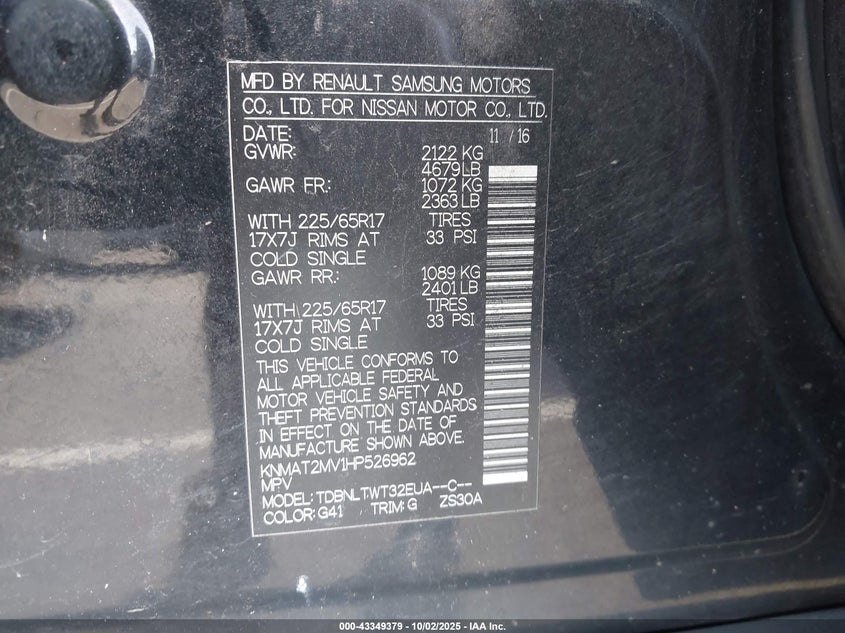 MFD BY RENAULT SAMSUNG MOTORS
CO., LTD. FOR NISSAN MOTOR CO., LTD.
DATE: 11 / 16
GVWR: 2122 KG
4679 LB
GAWR FR.: 1072 KG
2363 LB
WITH 225/65R17 TIRES
17X7J RIMS AT 33 PSI
COLD SINGLE
GAWR RR.: 1089 KG
2401 LB
WITH 225/65R17 TIRES
17X7J RIMS AT 33 PSI
COLD SINGLE
THIS VEHICLE CONFORMS TO
ALL APPLICABLE FEDERAL
MOTOR VEHICLE SAFETY AND
THEFT PREVENTION STANDARDS
IN EFFECT ON THE DATE OF
MANUFACTURE SHOWN ABOVE.
KNMAT2MV1HP526962
MPV
MODEL: TDBNLT.WT32EUA--C--
COLOR: G41 TRIM: G ZS30A
000-43349379 - 10/02/2025 - IAA Inc.